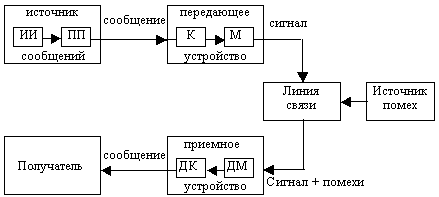 источник
ИИ
ПП
сообщений
сообщение
передающее
К
М
устройство
сигнал
Линия
связи
Источник
помех
Сигнал + помехи
приемное
ДК
ДМ
устройство
сообщение
Получатель